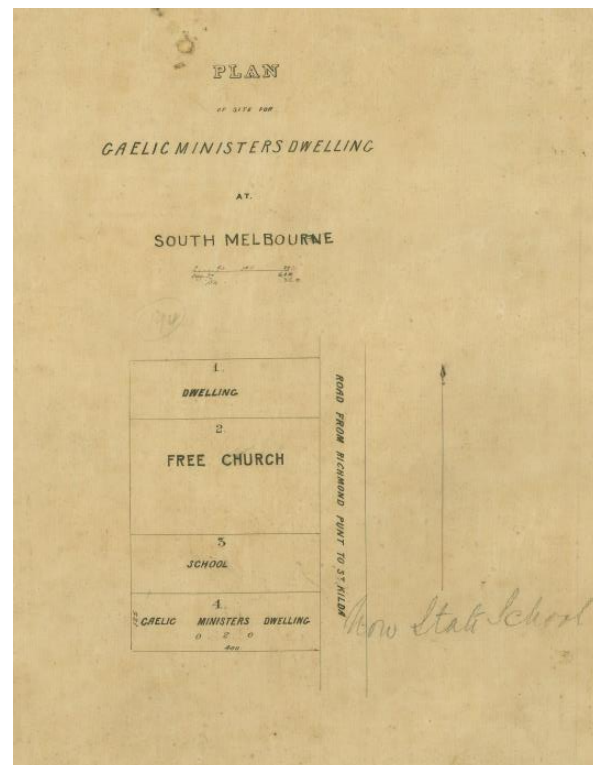 PLAN
OF SITE FOR
GAELIC MINISTERS DWELLING
AT.
SOUTH MELBOURNE
1.
DWELLING
2.
FREE CHURCH
3
SCHOOL
4.
GAELIC MINISTERS DWELLING
0 2 0
400
ROAD FROM RICHMOND PUNT TO ST. KILDA
Now State School